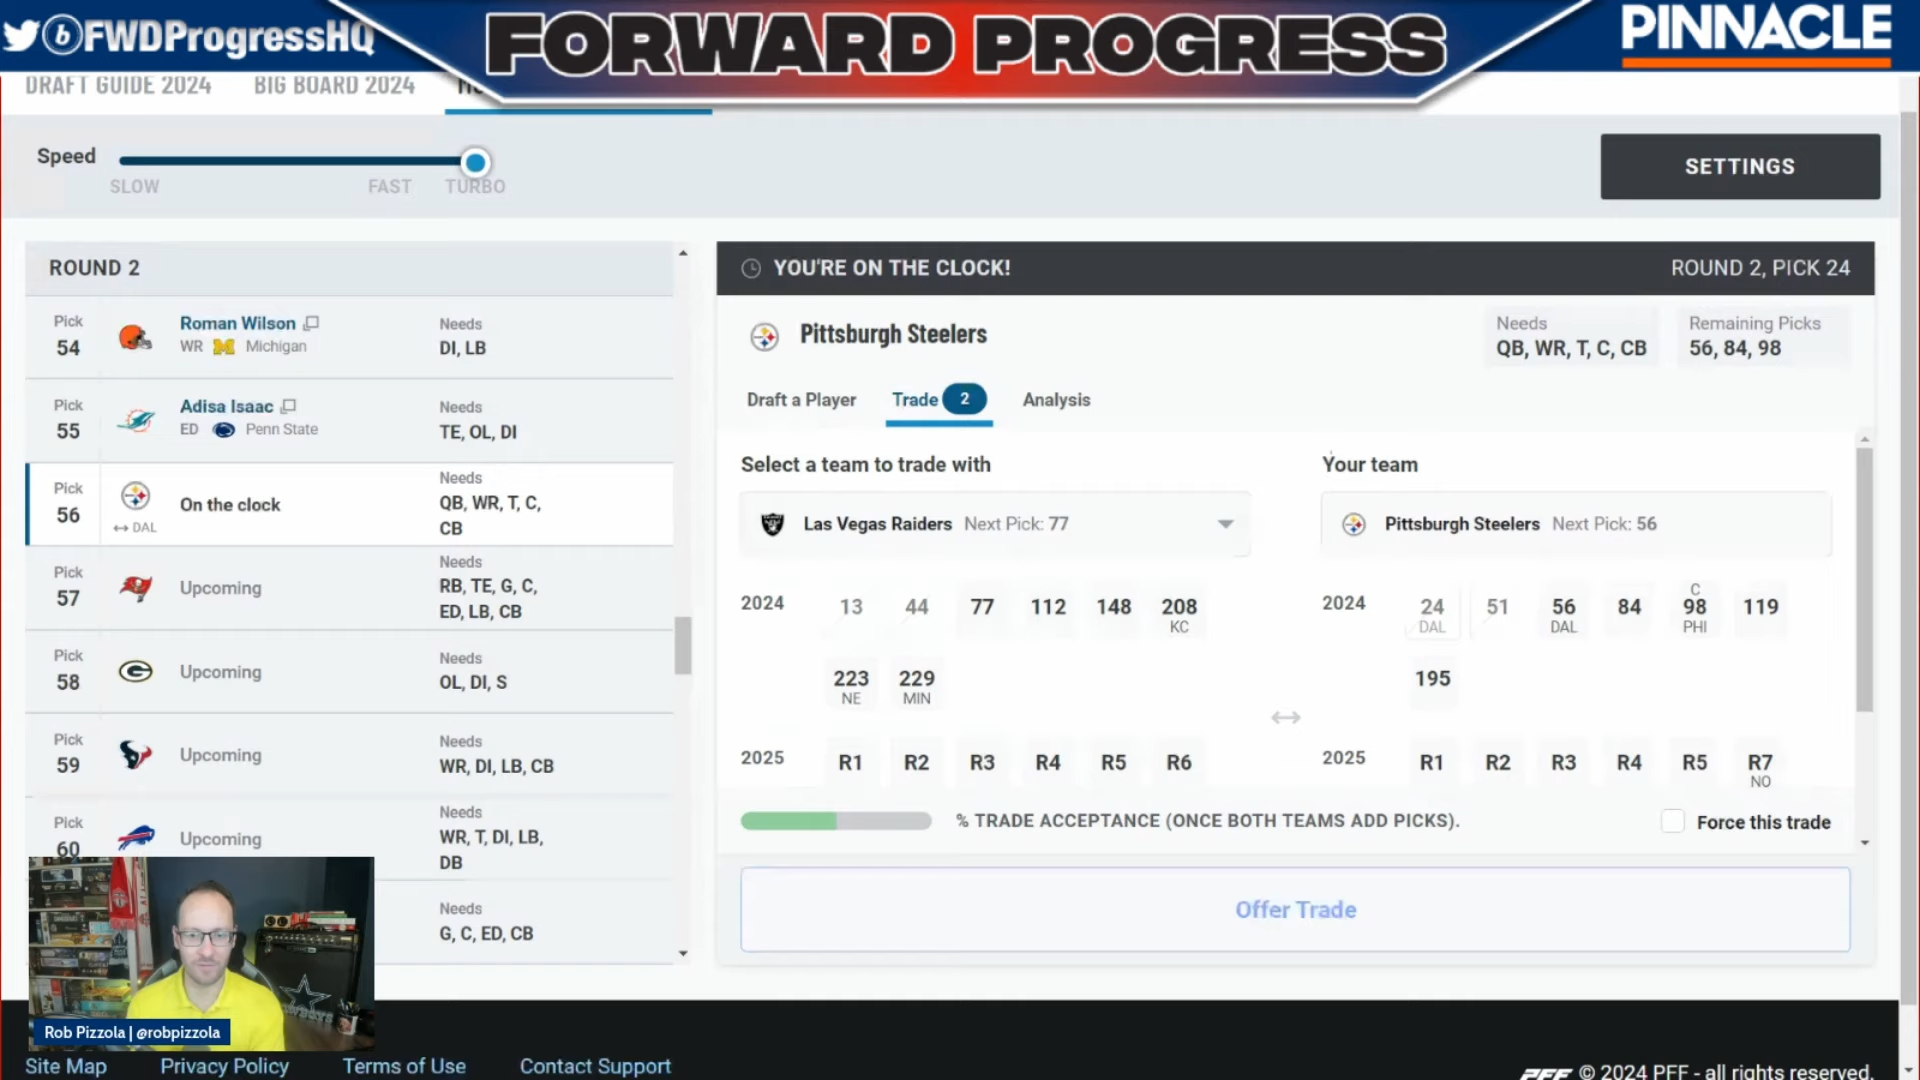 FWDProgressHQ
FORWARD PROGRESS
PINNACLE
DRAFT GUIDE 2024
BIG BOARD 2024
Speed
SLOW
FAST
TURBO
SETTINGS
ROUND 2
Pick
54
Roman Wilson
WR Michigan
Needs
DI, LB
Pick
55
Adisa Isaac
ED Penn State
Needs
TE, OL, DI
Pick
56
↔ DAL
On the clock
Needs
QB, WR, T, C,
CB
Pick
57
Upcoming
Needs
RB, TE, G, C,
ED, LB, CB
Pick
58
Upcoming
Needs
OL, DI, S
Pick
59
Upcoming
Needs
WR, DI, LB, CB
Pick
60
Upcoming
Needs
WR, T, DI, LB,
DB
Needs
G, C, ED, CB
YOU'RE ON THE CLOCK!
ROUND 2, PICK 24
Pittsburgh Steelers
Needs
QB, WR, T, C, CB
Remaining Picks
56, 84, 98
Draft a Player
Trade 2
Analysis
Select a team to trade with
Las Vegas Raiders Next Pick: 77
2024
13 44 77 112 148 208
KC
223 229
NE MIN
2025
R1 R2 R3 R4 R5 R6
Your team
Pittsburgh Steelers Next Pick: 56
2024
C
24 51 56 84 98 119
DAL DAL PHI
195
2025
R1 R2 R3 R4 R5 R7
NO
% TRADE ACCEPTANCE (ONCE BOTH TEAMS ADD PICKS).
Force this trade
Offer Trade
Rob Pizzola | @robpizzola
Site Map
Privacy Policy
Terms of Use
Contact Support
PFF © 2024 PFF - all rights reserved.